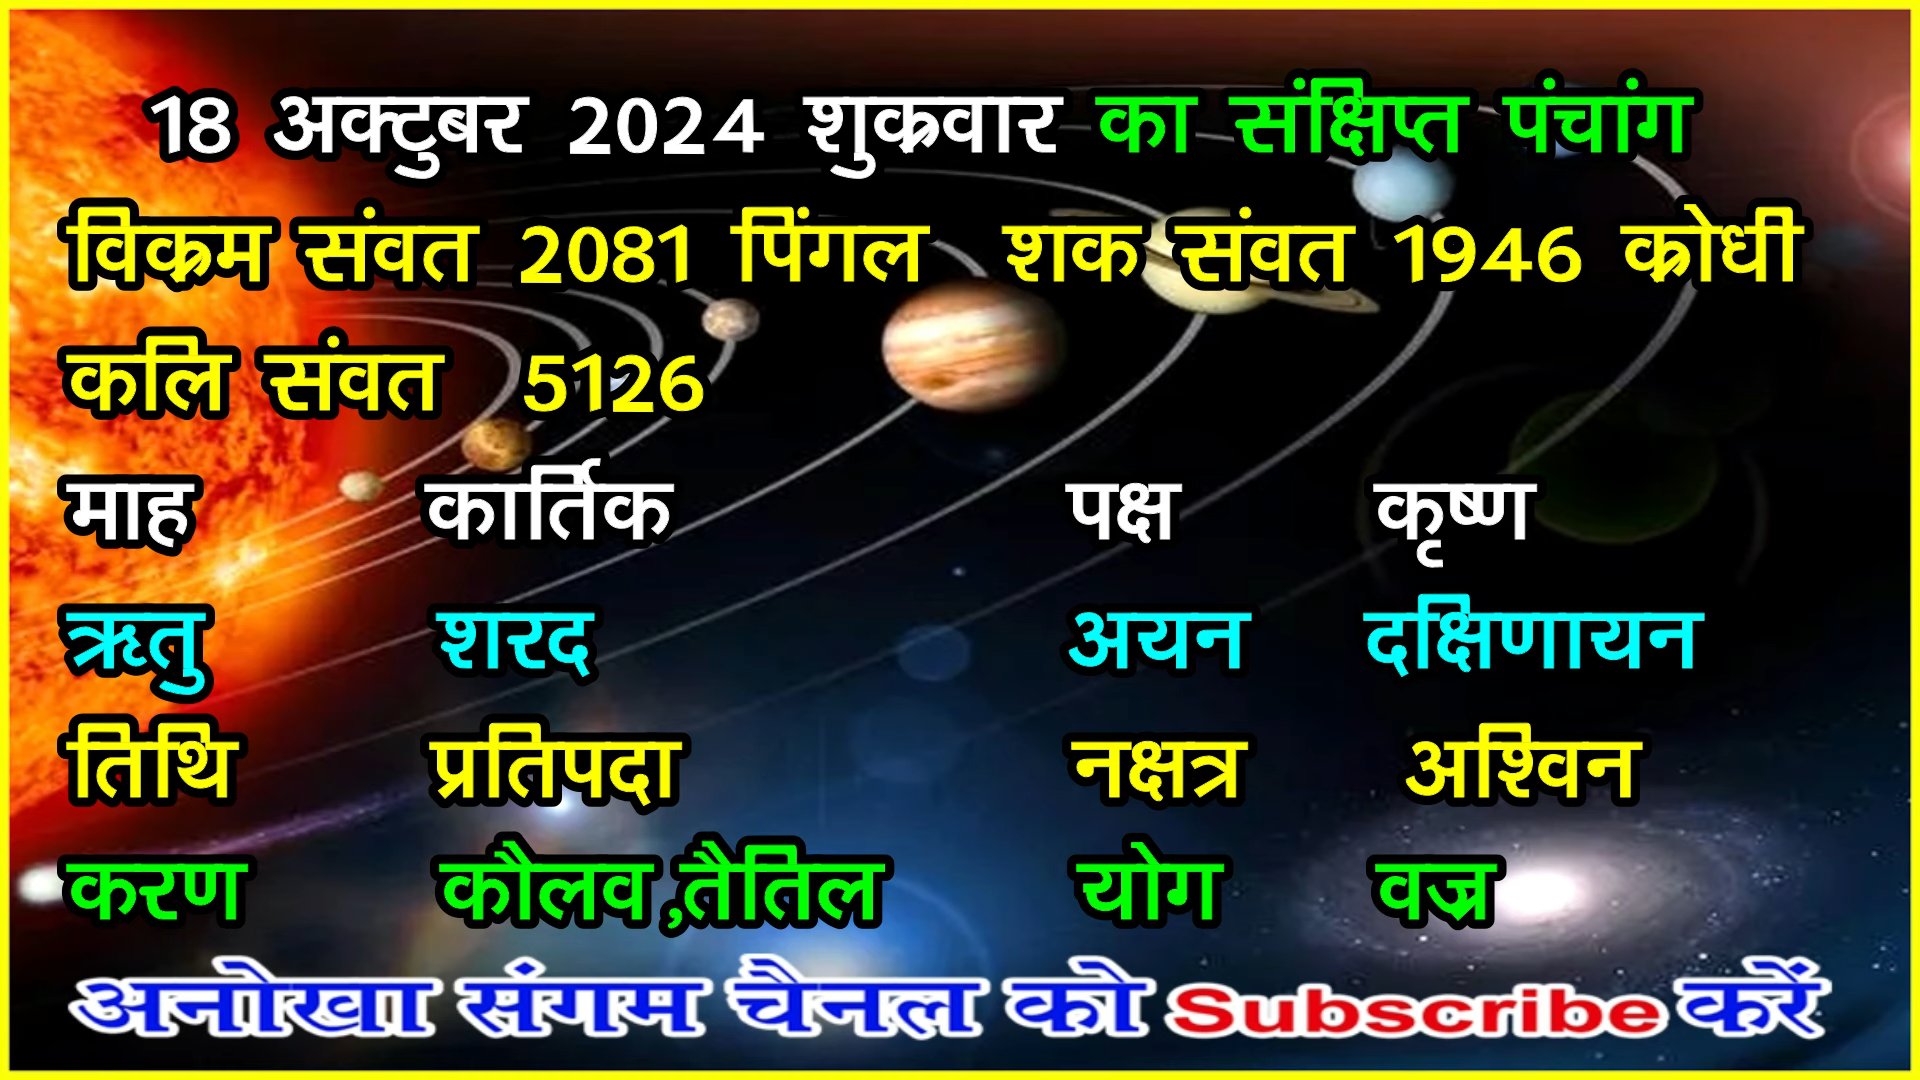 18 अक्टुबर 2024 शुक्रवार का संक्षिप्त पंचांग
विक्रम संवत 2081 पिंगल शक संवत 1946 क्रोधी
कलि संवत 5126
माह कार्तिक पक्ष कृष्ण
ऋतु शरद अयन दक्षिणायन
तिथि प्रतिपदा नक्षत्र अश्विन
करण कौलव ,तैतिल योग वज्र
अनोखा संगम चैनल को Subscribe करें